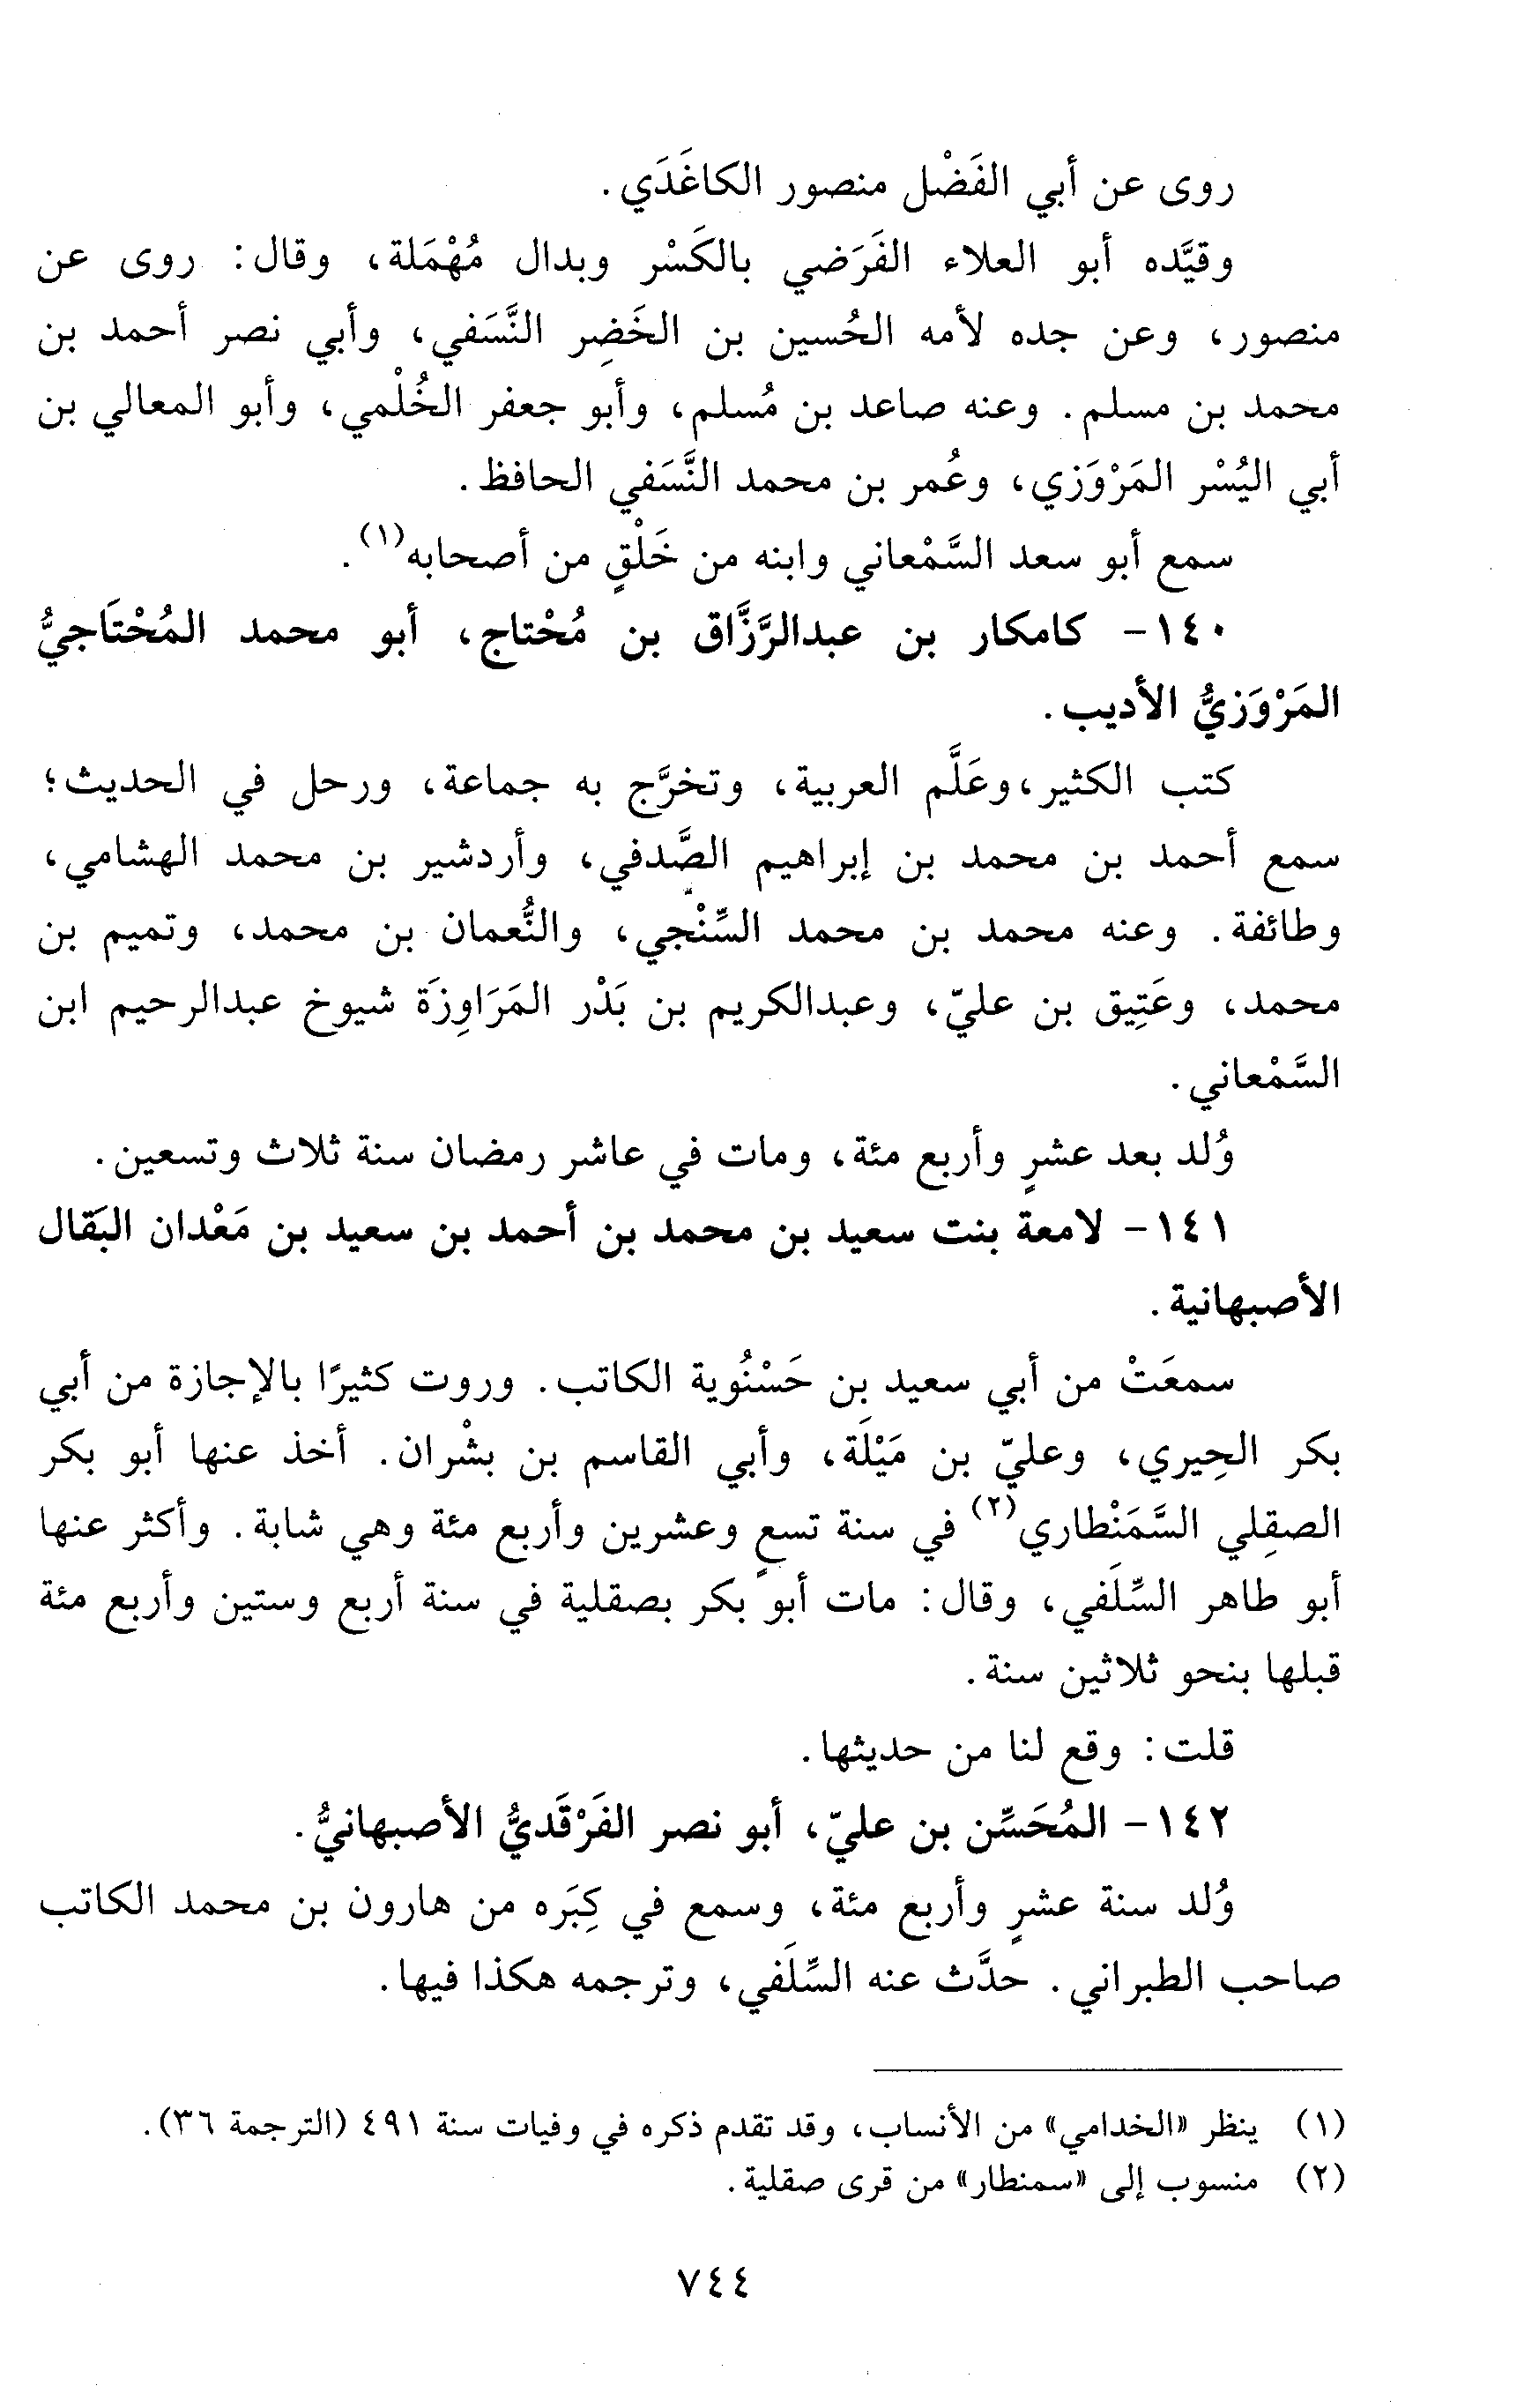 روى عن أبي الفَضْل منصور الكاغَدَي.
وقيَّده أبو العلاء الفَرَضي بالكَسْر وبدال مُهْمَلة، وقال: روى عن
منصور، وعن جده لأمه الحُسين بن الخَضِر النَّسَفي، وأبي نصر أحمد بن
محمد بن مسلم. وعنه صاعد بن مُسلم، وأبو جعفر الخُلْمي، وأبو المعالي بن
أبي اليُسْر المَرْوَزي، وعُمر بن محمد النَّسَفي الحافظ.
سمع أبو سعد السَّمْعاني وابنه من خَلْقٍ من أصحابه(١).
١٤٠- كامكار بن عبدالرَّزَّاق بن مُحْتاج، أبو محمد المُحْتَاجيُّ
المَرْوَزيُّ الأديب.
كتب الكثير، وعَلَّم العربية، وتخرَّج به جماعة، ورحل في الحديث؛
سمع أحمد بن محمد بن إبراهيم الصَّدفي، وأردشير بن محمد الهشامي،
وطائفة. وعنه محمد بن محمد السِّنْجي، والنُّعمان بن محمد، وتميم بن
محمد، وعَتِيق بن عليّ، وعبدالكريم بن بَدْر المَرَاوِزَة شيوخ عبدالرحيم ابن
السَّمْعاني.
وُلد بعد عشرٍ وأربع مئة، ومات في عاشر رمضان سنة ثلاث وتسعين.
١٤١- لامعة بنت سعيد بن محمد بن أحمد بن سعيد بن مَعْدان البَقال
الأصبهانية.
سمعَتْ من أبي سعيد بن حَسْنُوية الكاتب. وروت كثيرًا بالإجازة من أبي
بكر الحِيري، وعليّ بن مَيْلَة، وأبي القاسم بن بشْران. أخذ عنها أبو بكر
الصقِلي السَّمَنْطاري(٢) في سنة تسعٍ وعشرين وأربع مئة وهي شابة. وأكثر عنها
أبو طاهر السِّلَفي، وقال: مات أبو بكر بصقلية في سنة أربع وستين وأربع مئة
قبلها بنحو ثلاثين سنة.
قلت: وقع لنا من حديثها.
١٤٢- المُحَسِّن بن عليّ، أبو نصر الفَرْقَديُّ الأصبهانيُّ.
وُلد سنة عشرٍ وأربع مئة، وسمع في كِبَره من هارون بن محمد الكاتب
صاحب الطبراني. حدَّث عنه السِّلَفي، وترجمه هكذا فيها.
(١) ينظر «الخدامي» من الأنساب، وقد تقدم ذكره في وفيات سنة ٤٩١ (الترجمة ٣٦).
(٢) منسوب إلى «سمنطار» من قرى صقلية.
٧٤٤